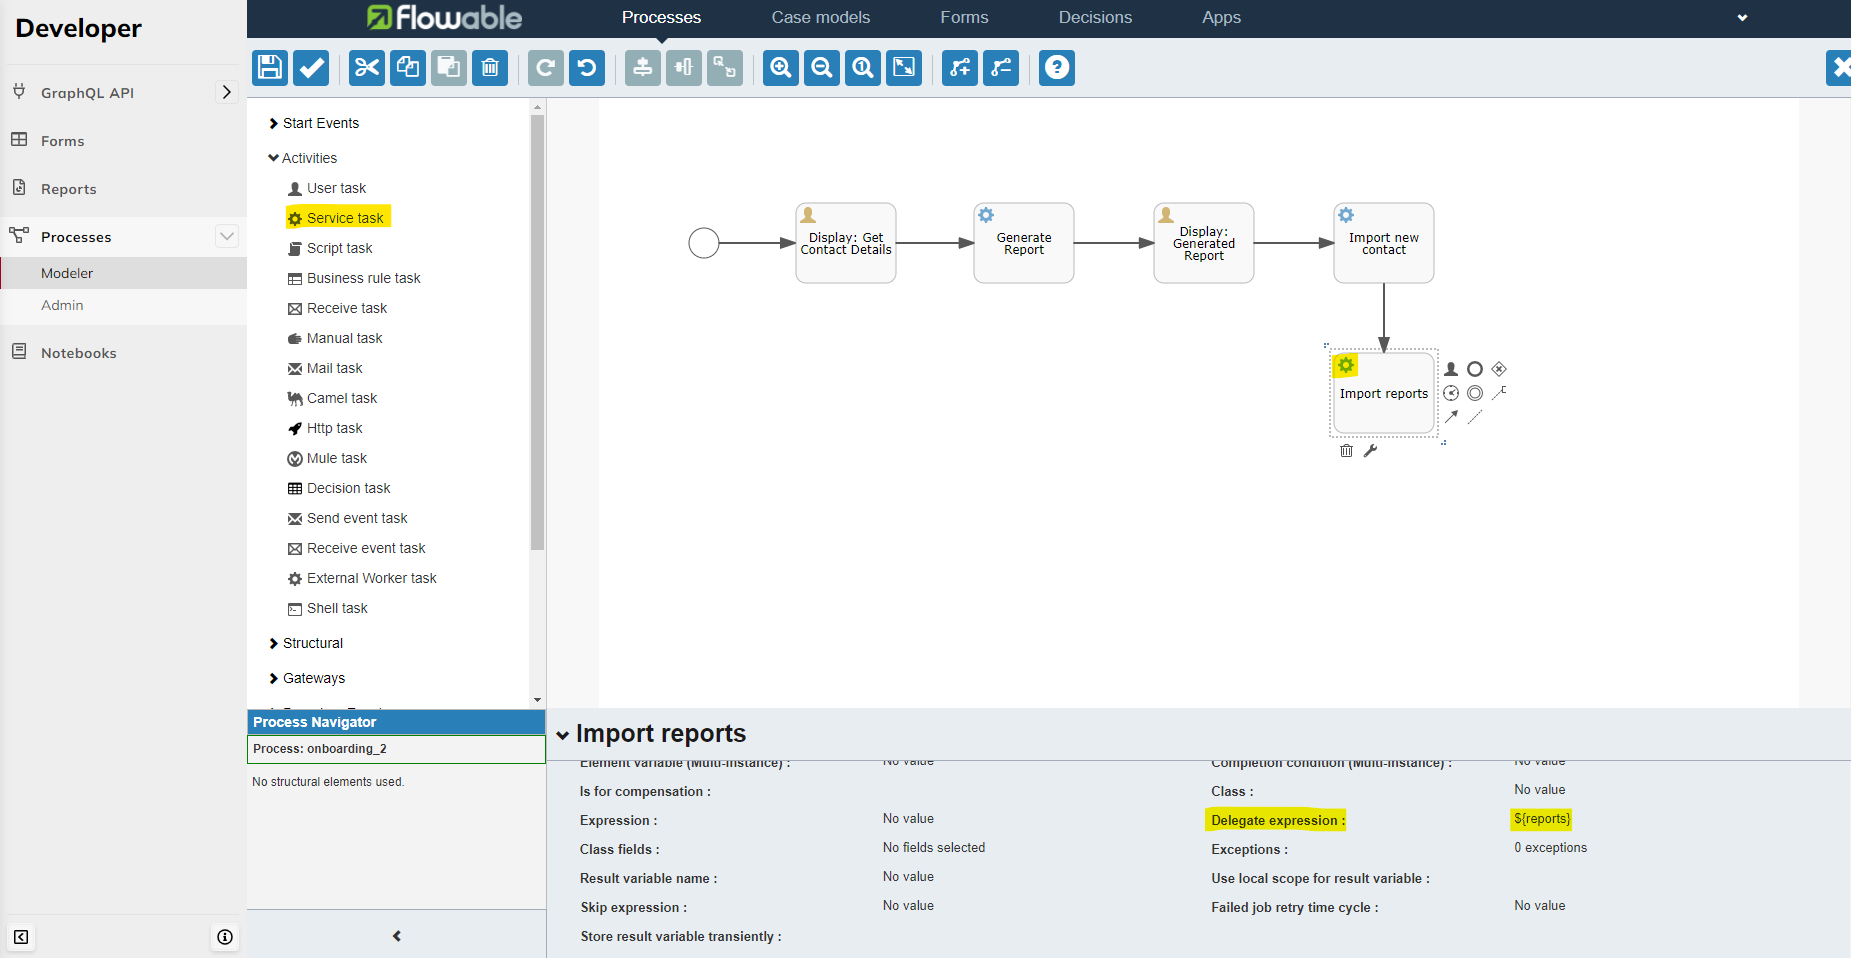 Developer
GraphQL API
Forms
Reports
Processes
Modeler
Admin
Notebooks
Flowable
Processes
Case models
Forms
Decisions
Apps
Start Events
Activities
User task
Service task
Script task
Business rule task
Receive task
Manual task
Mail task
Camel task
Http task
Mule task
Decision task
Send event task
Receive event task
External Worker task
Shell task
Structural
Gateways
Process Navigator
Process: onboarding_2
No structural elements used.
Display: Get
Contact Details
Generate
Report
Display:
Generated
Report
Import new
contact
Import reports
Import reports
Element variable (Multi-instance) : No value
Completion condition (Multi-instance) : No value
Is for compensation :
Class : No value
Expression : No value
Delegate expression : ${reports}
Class fields : No fields selected
Exceptions : 0 exceptions
Result variable name : No value
Use local scope for result variable :
Skip expression : No value
Failed job retry time cycle : No value
Store result variable transiently :